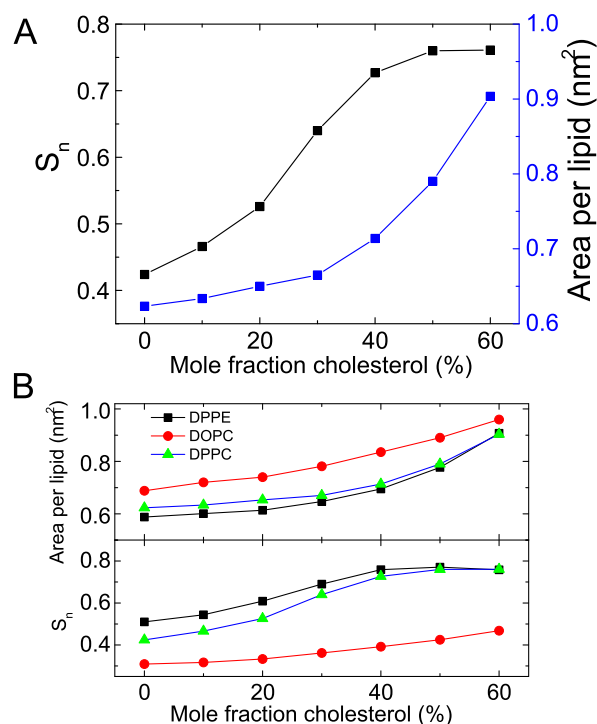 A
0.8
0.7
0.6
0.5
0.4
S_n
1.0
0.9
0.8
0.7
0.6
Area per lipid (nm²)
0 20 40 60
Mole fraction cholesterol (%)
B
1.0
0.8
0.6
Area per lipid (nm²)
DPPE
DOPC
DPPC
0.8
0.6
0.4
S_n
0 20 40 60
Mole fraction cholesterol (%)